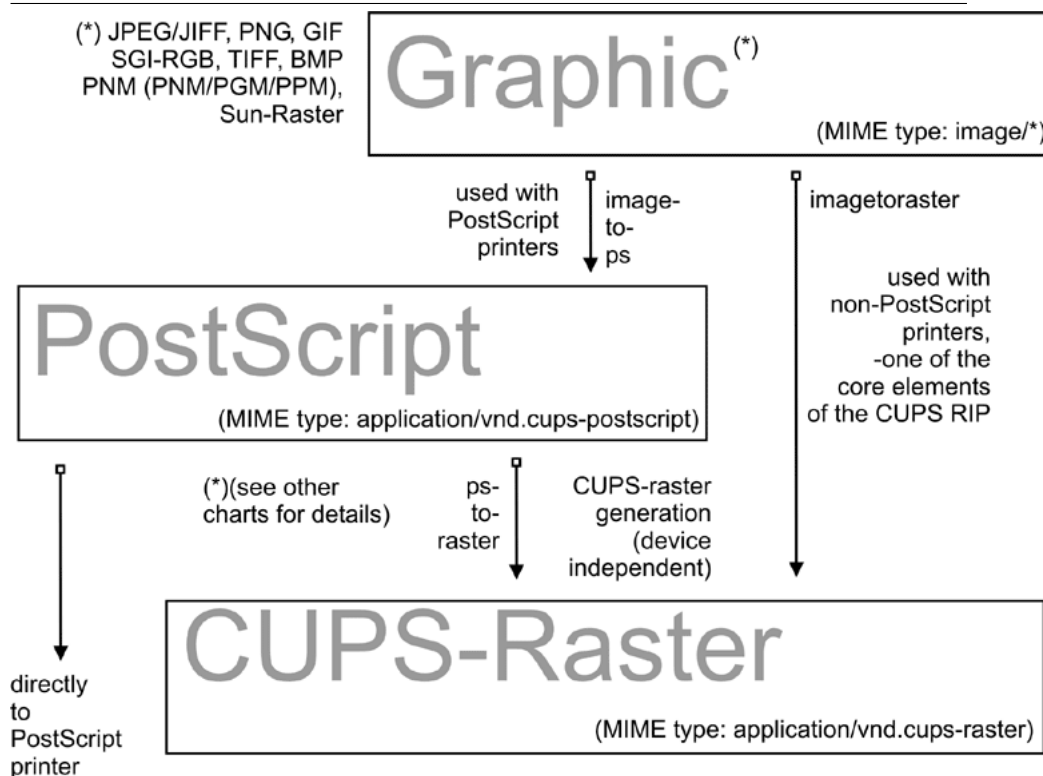 (*) JPEG/JIFF, PNG, GIF
SGI-RGB, TIFF, BMP
PNM (PNM/PGM/PPM),
Sun-Raster
Graphic(*)
(MIME type: image/*)
used with
PostScript
printers
image-
to-
ps
imagetoraster
used with
non-PostScript
printers,
-one of the
core elements
of the CUPS RIP
PostScript
(MIME type: application/vnd.cups-postscript)
(*)(see other
charts for details)
ps-
to-
raster
CUPS-raster
generation
(device
independent)
directly
to
PostScript
printer
CUPS-Raster
(MIME type: application/vnd.cups-raster)